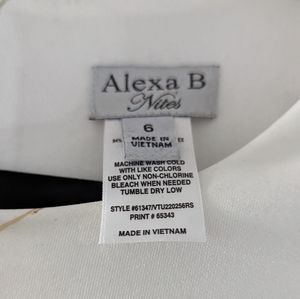 Alexa B
Nites
6
MADE IN
VIETNAM
MACHINE WASH COLD
WITH LIKE COLORS
USE ONLY NON-CHLORINE
BLEACH WHEN NEEDED
TUMBLE DRY LOW
STYLE #61347/VTU220256RS
PRINT # 65343
MADE IN VIETNAM